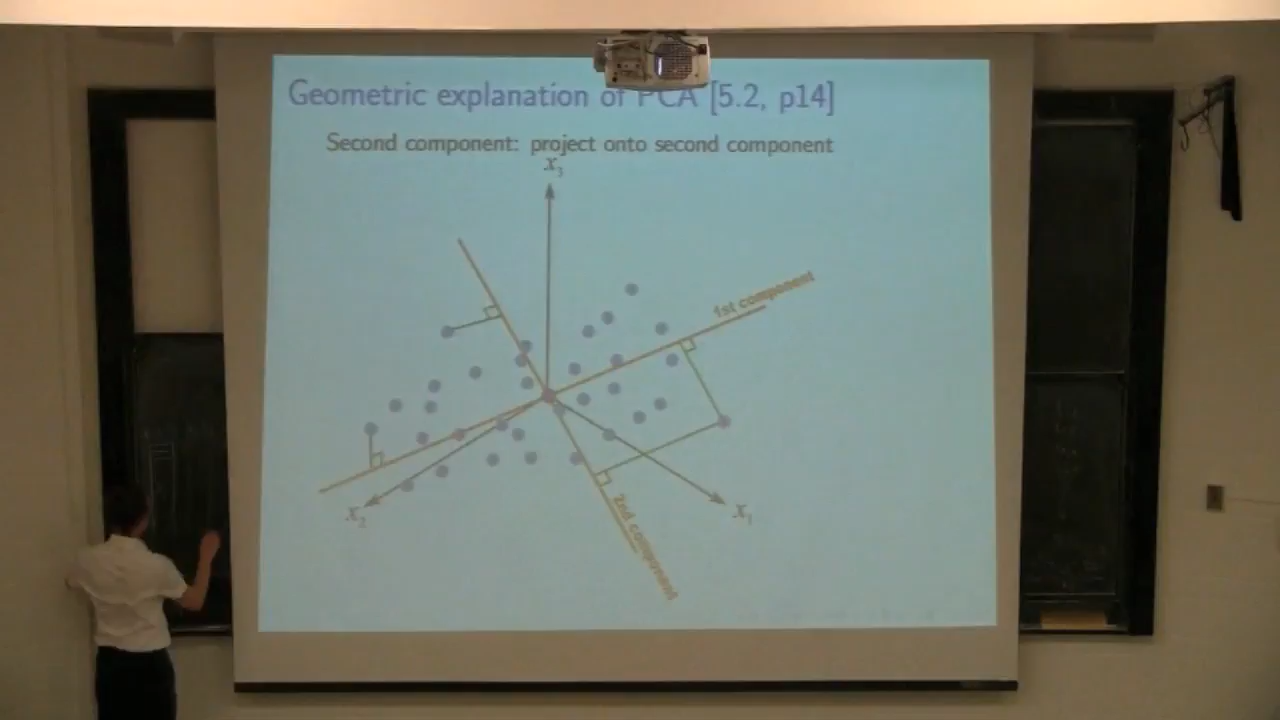 Geometric explanation of PCA [5.2, p14]
Second component: project onto second component
x₃
1st component
x₂
x₁
2nd component